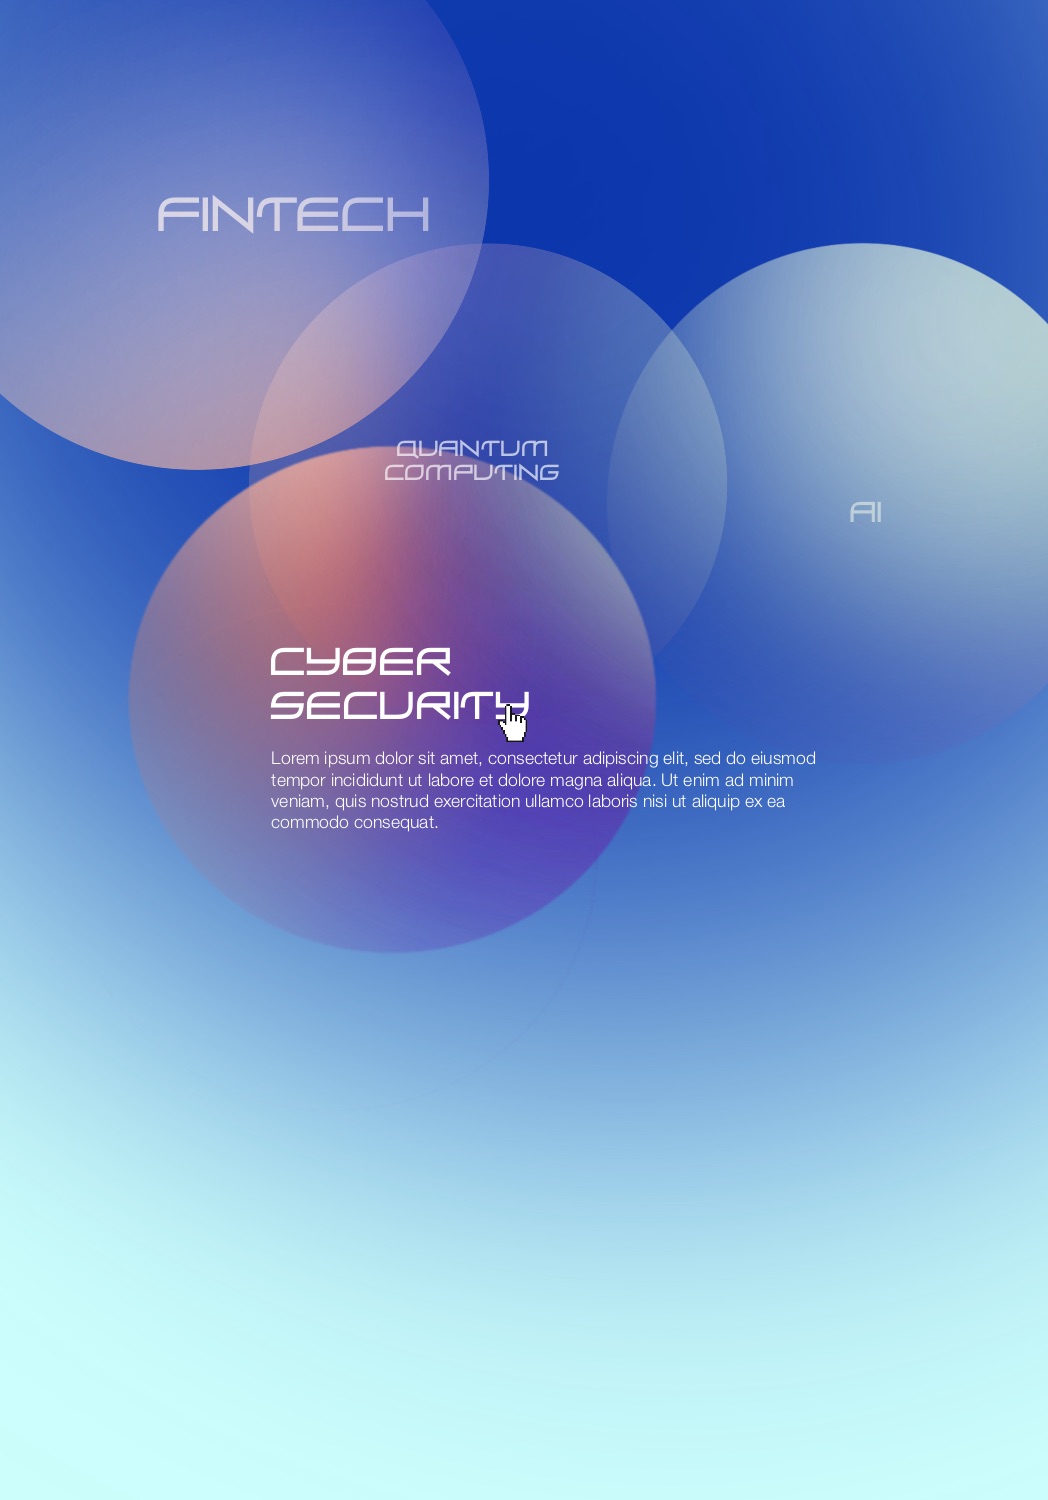 FINTECH
QUANTUM
COMPUTING
AI
CYBER
SECURITY
Lorem ipsum dolor sit amet, consectetur adipiscing elit, sed do eiusmod
tempor incididunt ut labore et dolore magna aliqua. Ut enim ad minim
veniam, quis nostrud exercitation ullamco laboris nisi ut aliquip ex ea
commodo consequat.